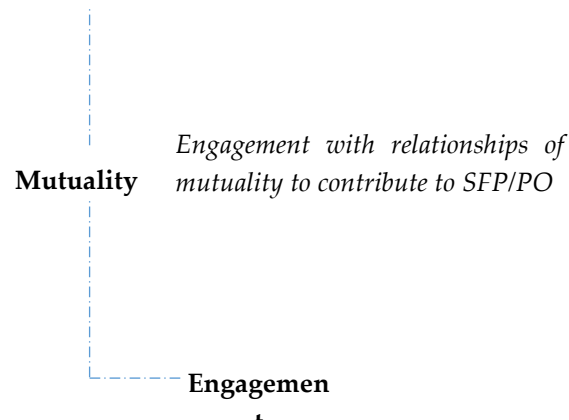 Engagement with relationships of
Mutuality mutuality to contribute to SFP/PO
Engagemen
t